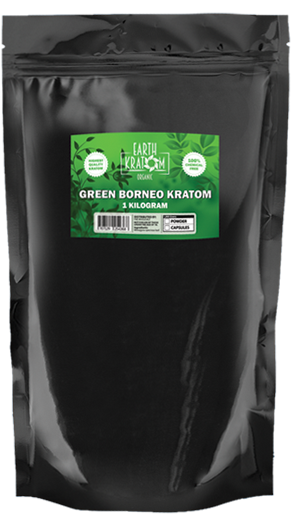 EARTH
KRATOM
ORGANIC
HIGHEST
QUALITY
KRATOM
100%
CHEMICAL
FREE
GREEN BORNEO KRATOM
1 KILOGRAM
POWDER
CAPSULES